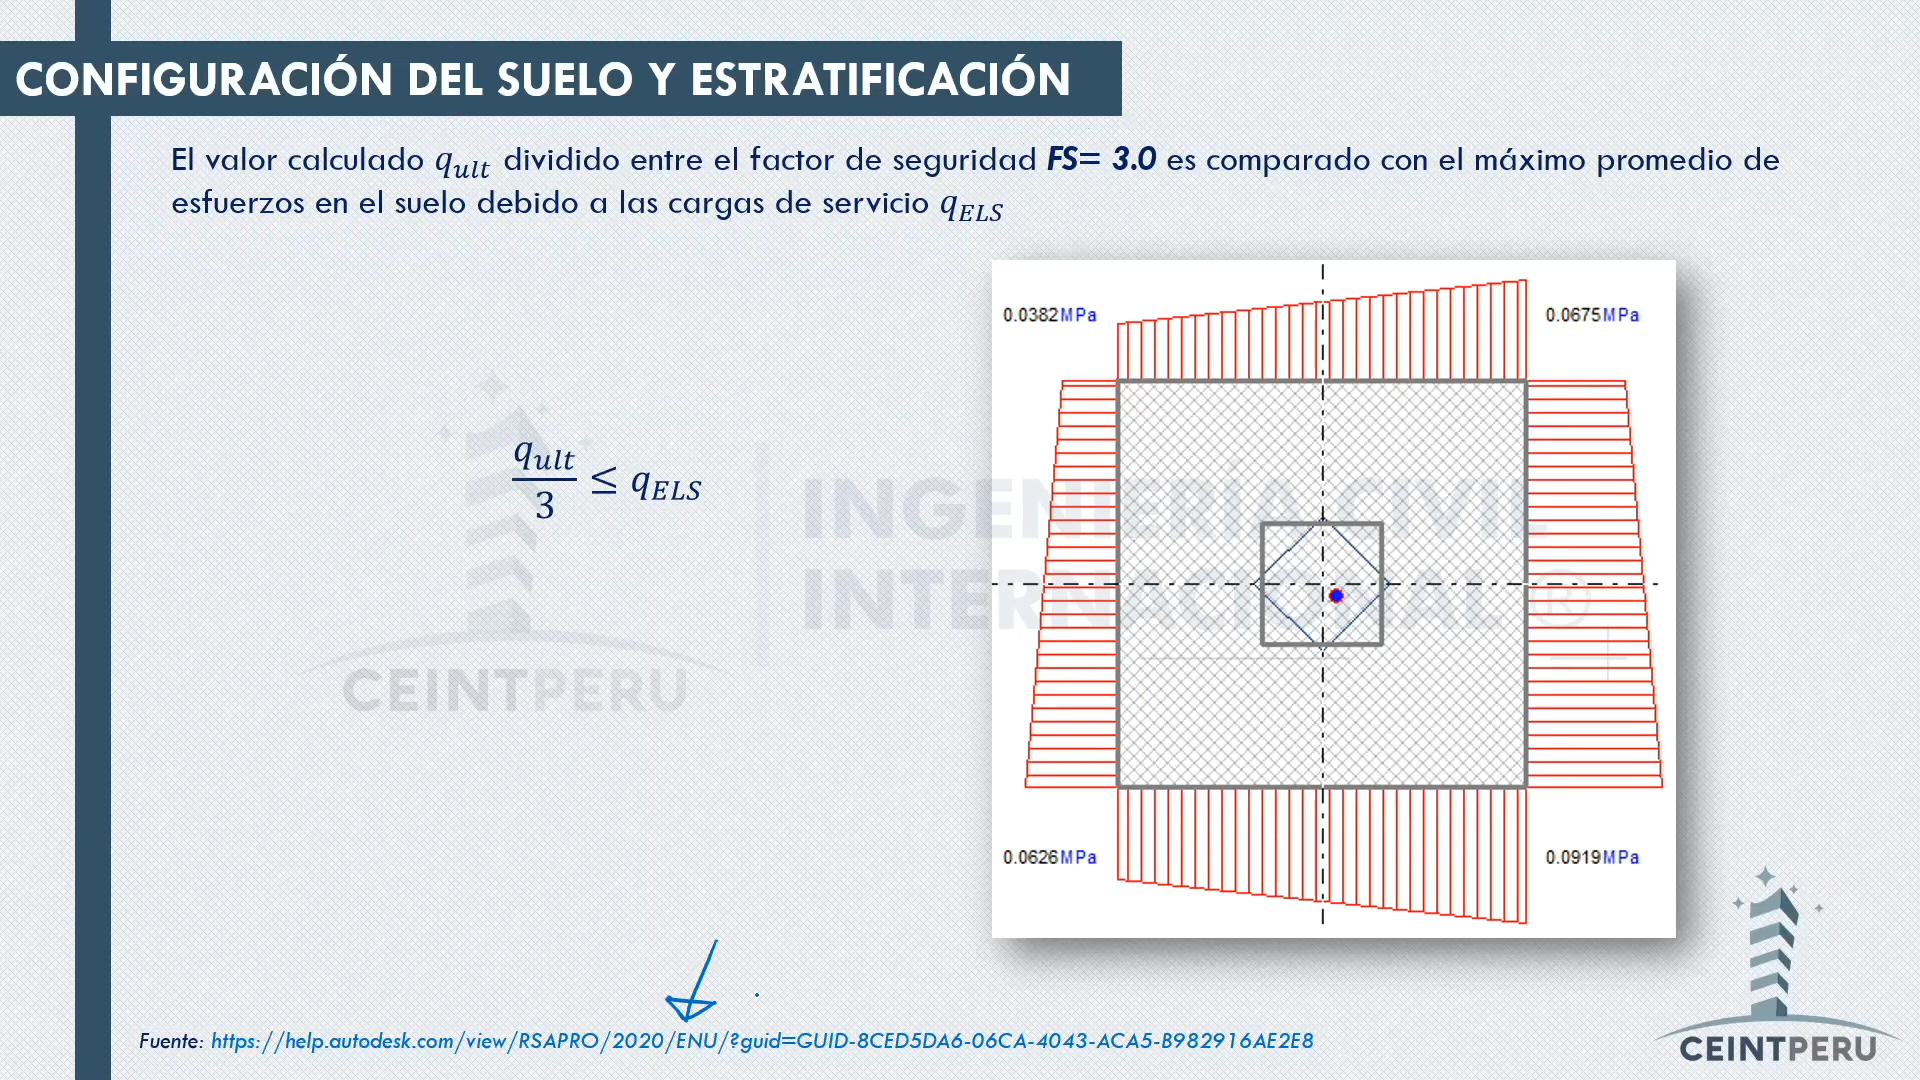 CONFIGURACIÓN DEL SUELO Y ESTRATIFICACIÓN
El valor calculado q_ult dividido entre el factor de seguridad FS= 3.0 es comparado con el máximo promedio de
esfuerzos en el suelo debido a las cargas de servicio q_ELS
0.0382MPa
0.0675MPa
q_ult/3 ≤ q_ELS
INGENIERIA CIVIL
INTERNACIONAL ®
CEINTPERU
0.0626MPa
0.0919MPa
Fuente: https://help.autodesk.com/view/RSAPRO/2020/ENU/?guid=GUID-8CED5DA6-06CA-4043-ACA5-B982916AE2E8
CEINTPERU